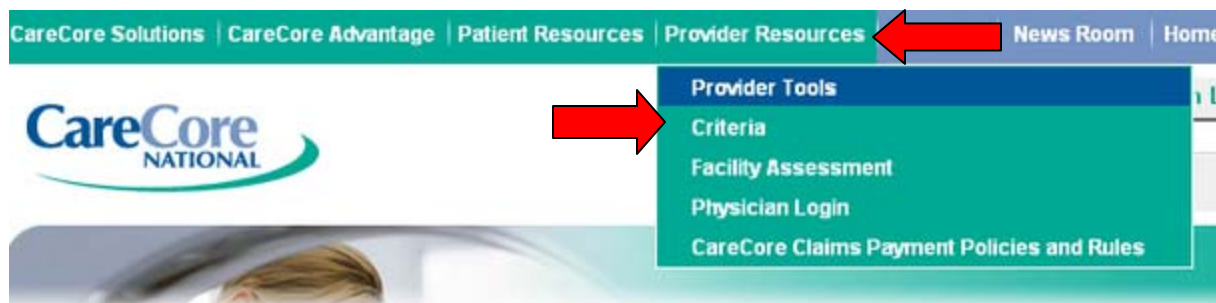 CareCore Solutions | CareCore Advantage | Patient Resources | Provider Resources News Room | Home
Provider Tools
CareCore
NATIONAL
Criteria
Facility Assessment
Physician Login
CareCore Claims Payment Policies and Rules